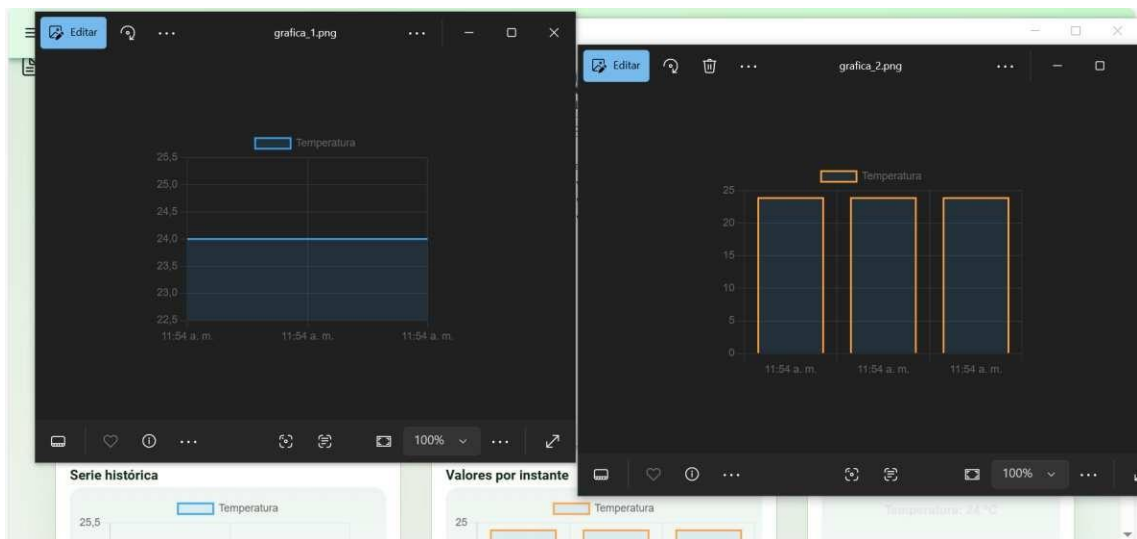 Editar
grafica_1.png
Temperatura
25,5
25,0
24,5
24,0
23,5
23,0
22,5
11:54 a. m. 11:54 a. m. 11:54 a. m.
100%
Editar
grafica_2.png
Temperatura
25
20
15
10
5
0
11:54 a. m. 11:54 a. m. 11:54 a. m.
100%
Serie histórica
Temperatura
25,5
Valores por instante
Temperatura
25
Temperatura: 24 °C